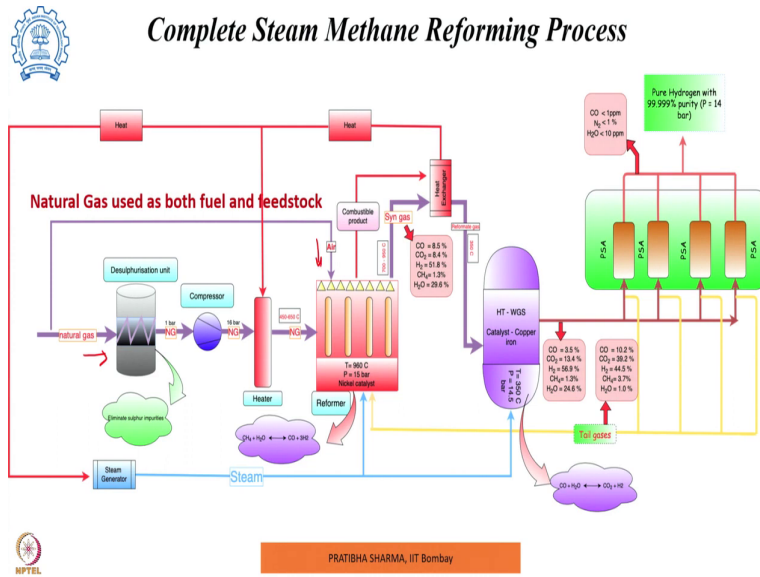 Complete Steam Methane Reforming Process
Pure Hydrogen with
99.999% purity (P = 14
bar)
CO < 1ppm
N2 < 1 %
H2O < 10 ppm
Heat
Heat
Heat
Exchanger
Natural Gas used as both fuel and feedstock
Combustible
product
Syn gas
Reformate gas
Air
CO = 8.5 %
CO2 = 8.4 %
H2 = 51.8 %
CH4 = 1.3%
H2O = 29.6 %
PSA
PSA
PSA
PSA
Desulphurisation unit
Compressor
natural gas
1 bar
NG
16 bar
NG
NG
HT - WGS
Catalyst - Copper
iron
T= 350 C
P = 14.5
bar
T= 960 C
P = 15 bar
Nickel catalyst
CO = 3.5 %
CO2 = 13.4 %
H2 = 56.9 %
CH4= 1.3%
H2O = 24.6 %
CO = 10.2 %
CO2 = 39.2 %
H2 = 44.5 %
CH4= 3.7%
H2O = 1.0 %
Heater
Reformer
Eliminate sulphur impurities
CH4 + H2O ⟷ CO + 3H2
Tail gases
Steam
Generator
Steam
CO + H2O ⟷ CO2 + H2
NPTEL
PRATIBHA SHARMA, IIT Bombay